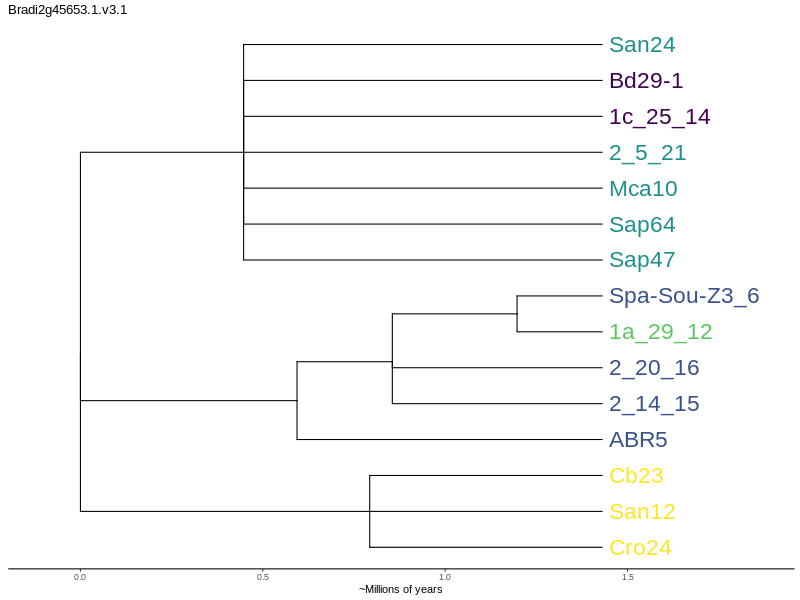 Bradi2g45653.1.v3.1
San24
Bd29-1
1c_25_14
2_5_21
Mca10
Sap64
Sap47
Spa-Sou-Z3_6
1a_29_12
2_20_16
2_14_15
ABR5
Cb23
San12
Cro24
0.0 0.5 1.0 1.5
~Millions of years